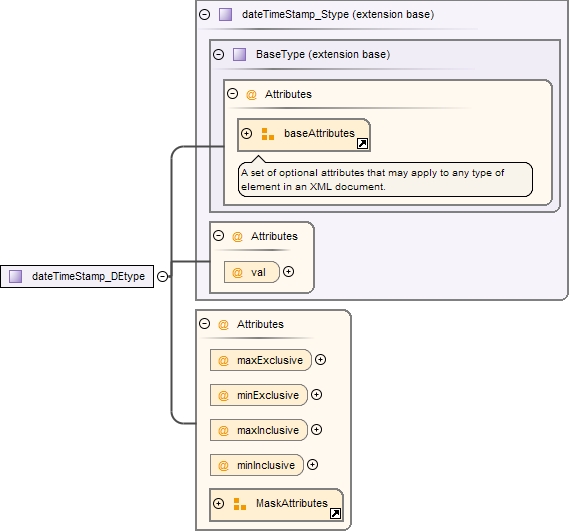 dateTimeStamp_Stype (extension base)
BaseType (extension base)
@ Attributes
baseAttributes
A set of optional attributes that may apply to any type of
element in an XML document.
@ Attributes
@ val
dateTimeStamp_DEtype
@ Attributes
@ maxExclusive
@ minExclusive
@ maxInclusive
@ minInclusive
MaskAttributes